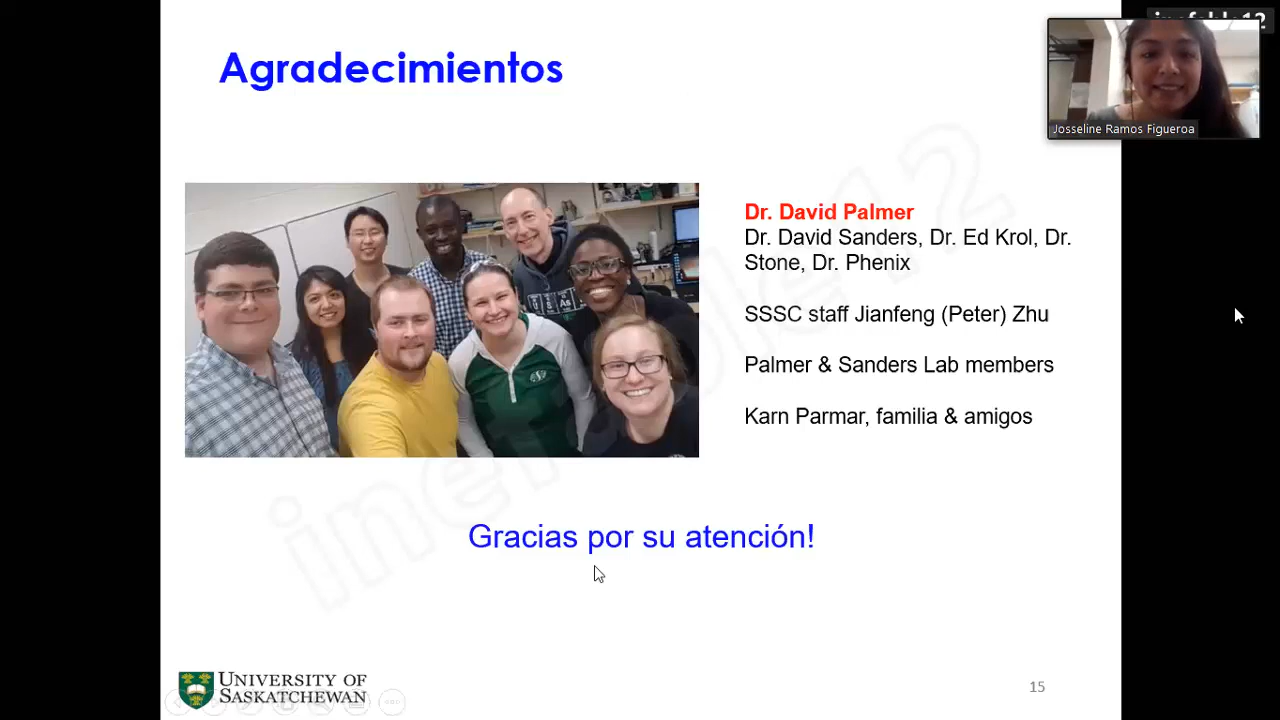 Agradecimientos
inefable12
Josseline Ramos Figueroa
Dr. David Palmer
Dr. David Sanders, Dr. Ed Krol, Dr.
Stone, Dr. Phenix
SSSC staff Jianfeng (Peter) Zhu
Palmer & Sanders Lab members
Karn Parmar, familia & amigos
inefable12
Gracias por su atención!
UNIVERSITY OF
SASKATCHEWAN
15